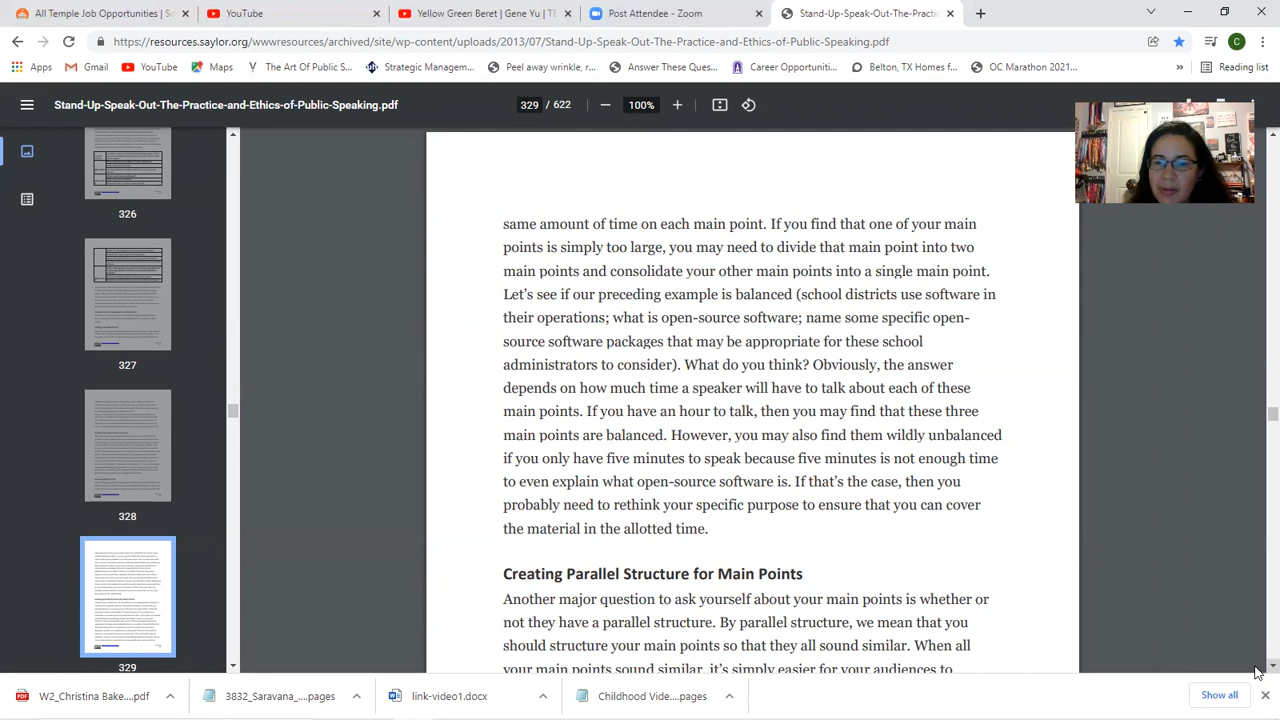 All Temple Job Opportunities | S
YouTube
Yellow Green Beret | Gene Yu | TE
Post Attendee - Zoom
Stand-Up-Speak-Out-The-Practic
https://resources.saylor.org/wwwresources/archived/site/wp-content/uploads/2013/07/Stand-Up-Speak-Out-The-Practice-and-Ethics-of-Public-Speaking.pdf
C
Apps
Gmail
YouTube
Maps
The Art Of Public S...
Strategic Managem...
Peel away wrinkle, r...
Answer These Ques...
Career Opportuniti...
Belton, TX Homes f...
OC Marathon 2021...
»
Reading list
Stand-Up-Speak-Out-The-Practice-and-Ethics-of-Public-Speaking.pdf
329 / 622
100%
326
327
328
329
same amount of time on each main point. If you find that one of your main
points is simply too large, you may need to divide that main point into two
main points and consolidate your other main points into a single main point.
Let's see if our preceding example is balanced (school districts use software in
their operations; what is open-source software; name some specific open-
source software packages that may be appropriate for these school
administrators to consider). What do you think? Obviously, the answer
depends on how much time a speaker will have to talk about each of these
main points. If you have an hour to talk, then you may find that these three
main points are balanced. However, you may also find them wildly unbalanced
if you only have five minutes to speak because five minutes is not enough time
to even explain what open-source software is. If that's the case, then you
probably need to rethink your specific purpose to ensure that you can cover
the material in the allotted time.
Creating Parallel Structure for Main Points
Another major question to ask yourself about your main points is whether or
not they have a parallel structure. By parallel structure, we mean that you
should structure your main points so that they all sound similar. When all
your main points sound similar, it's simply easier for your audiences to
W2_Christina Bake....pdf
3832_Saravana_....pages
link-video1.docx
Childhood Vide....pages
Show all